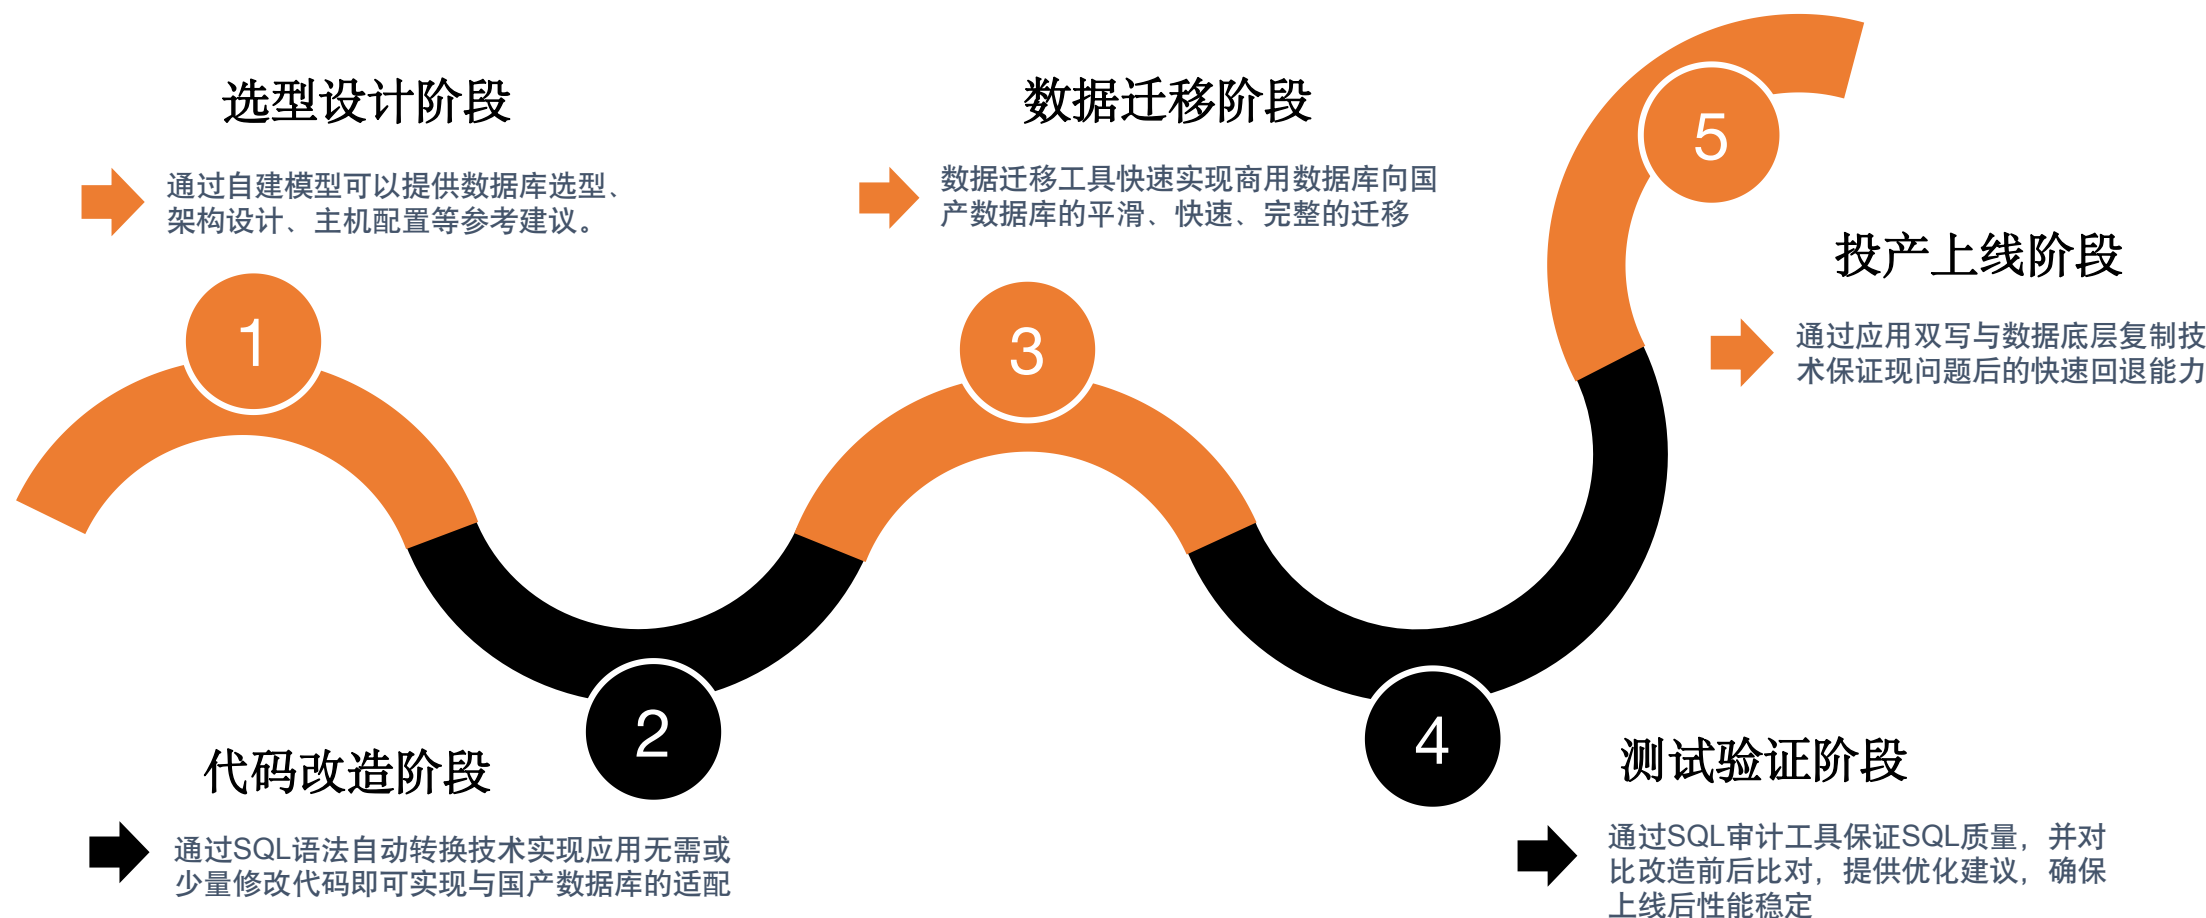 选型设计阶段
通过自建模型可以提供数据库选型、
架构设计、主机配置等参考建议。
1
代码改造阶段
通过SQL语法自动转换技术实现应用无需或
少量修改代码即可实现与国产数据库的适配
2
数据迁移阶段
数据迁移工具快速实现商用数据库向国
产数据库的平滑、快速、完整的迁移
3
测试验证阶段
通过SQL审计工具保证SQL质量，并对
比改造前后比对，提供优化建议，确保
上线后性能稳定
4
5
投产上线阶段
通过应用双写与数据底层复制技
术保证现问题后的快速回退能力